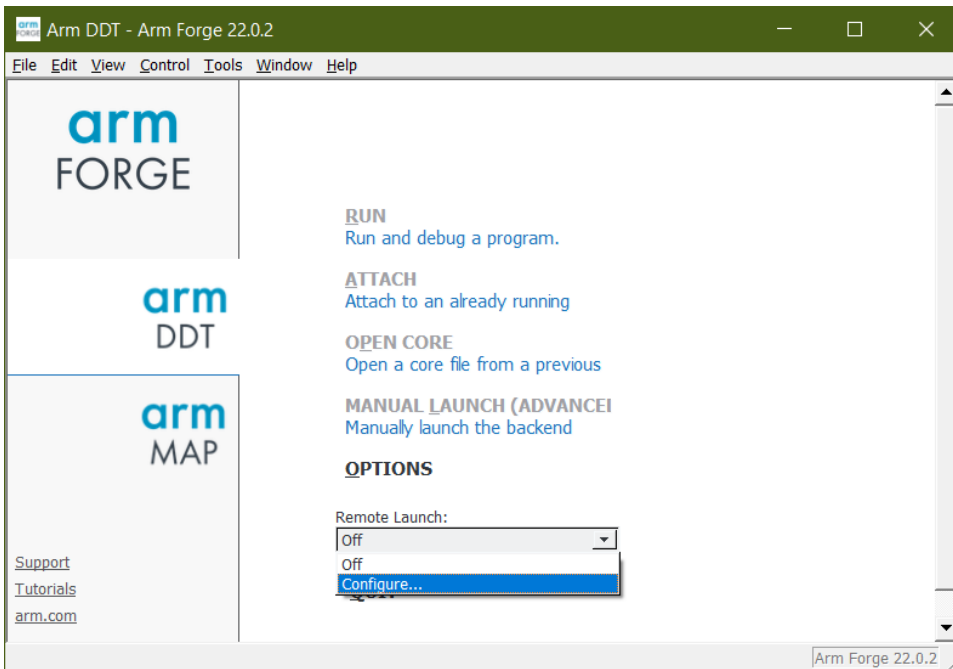 arm FORGE Arm DDT - Arm Forge 22.0.2
File Edit View Control Tools Window Help
arm
FORGE
arm
DDT
arm
MAP
Support
Tutorials
arm.com
RUN
Run and debug a program.
ATTACH
Attach to an already running
OPEN CORE
Open a core file from a previous
MANUAL LAUNCH (ADVANCEI
Manually launch the backend
OPTIONS
Remote Launch:
Off
Off
Configure...
Arm Forge 22.0.2